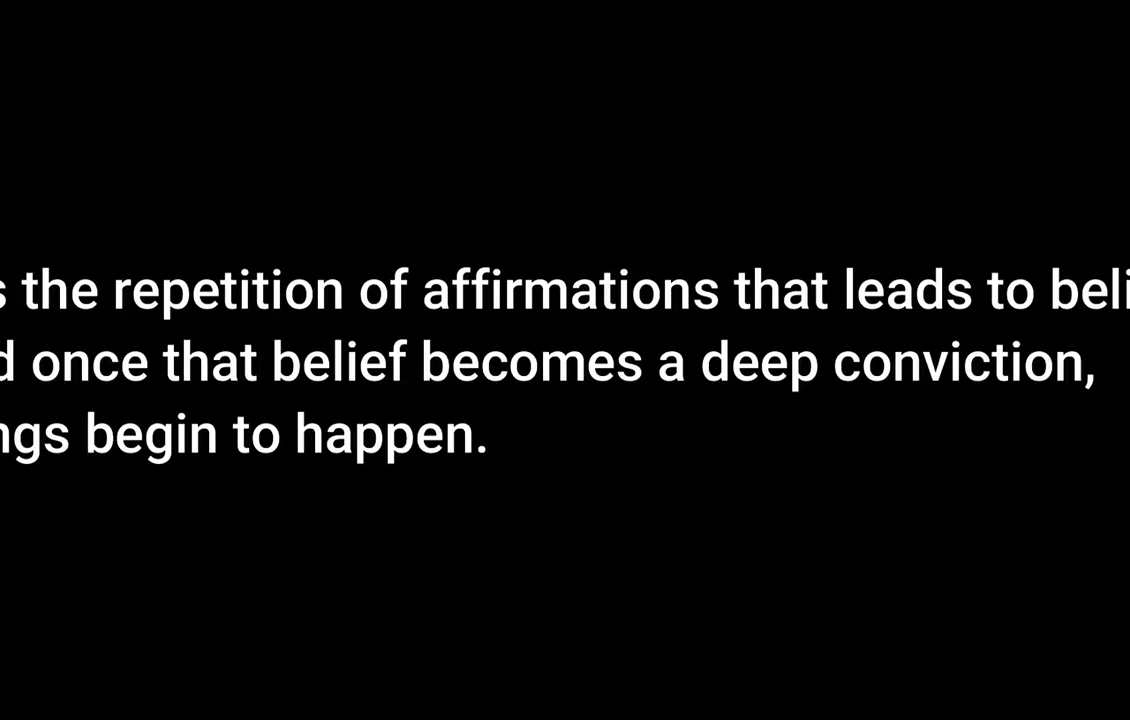 s the repetition of affirmations that leads to beli
d once that belief becomes a deep conviction,
ngs begin to happen.